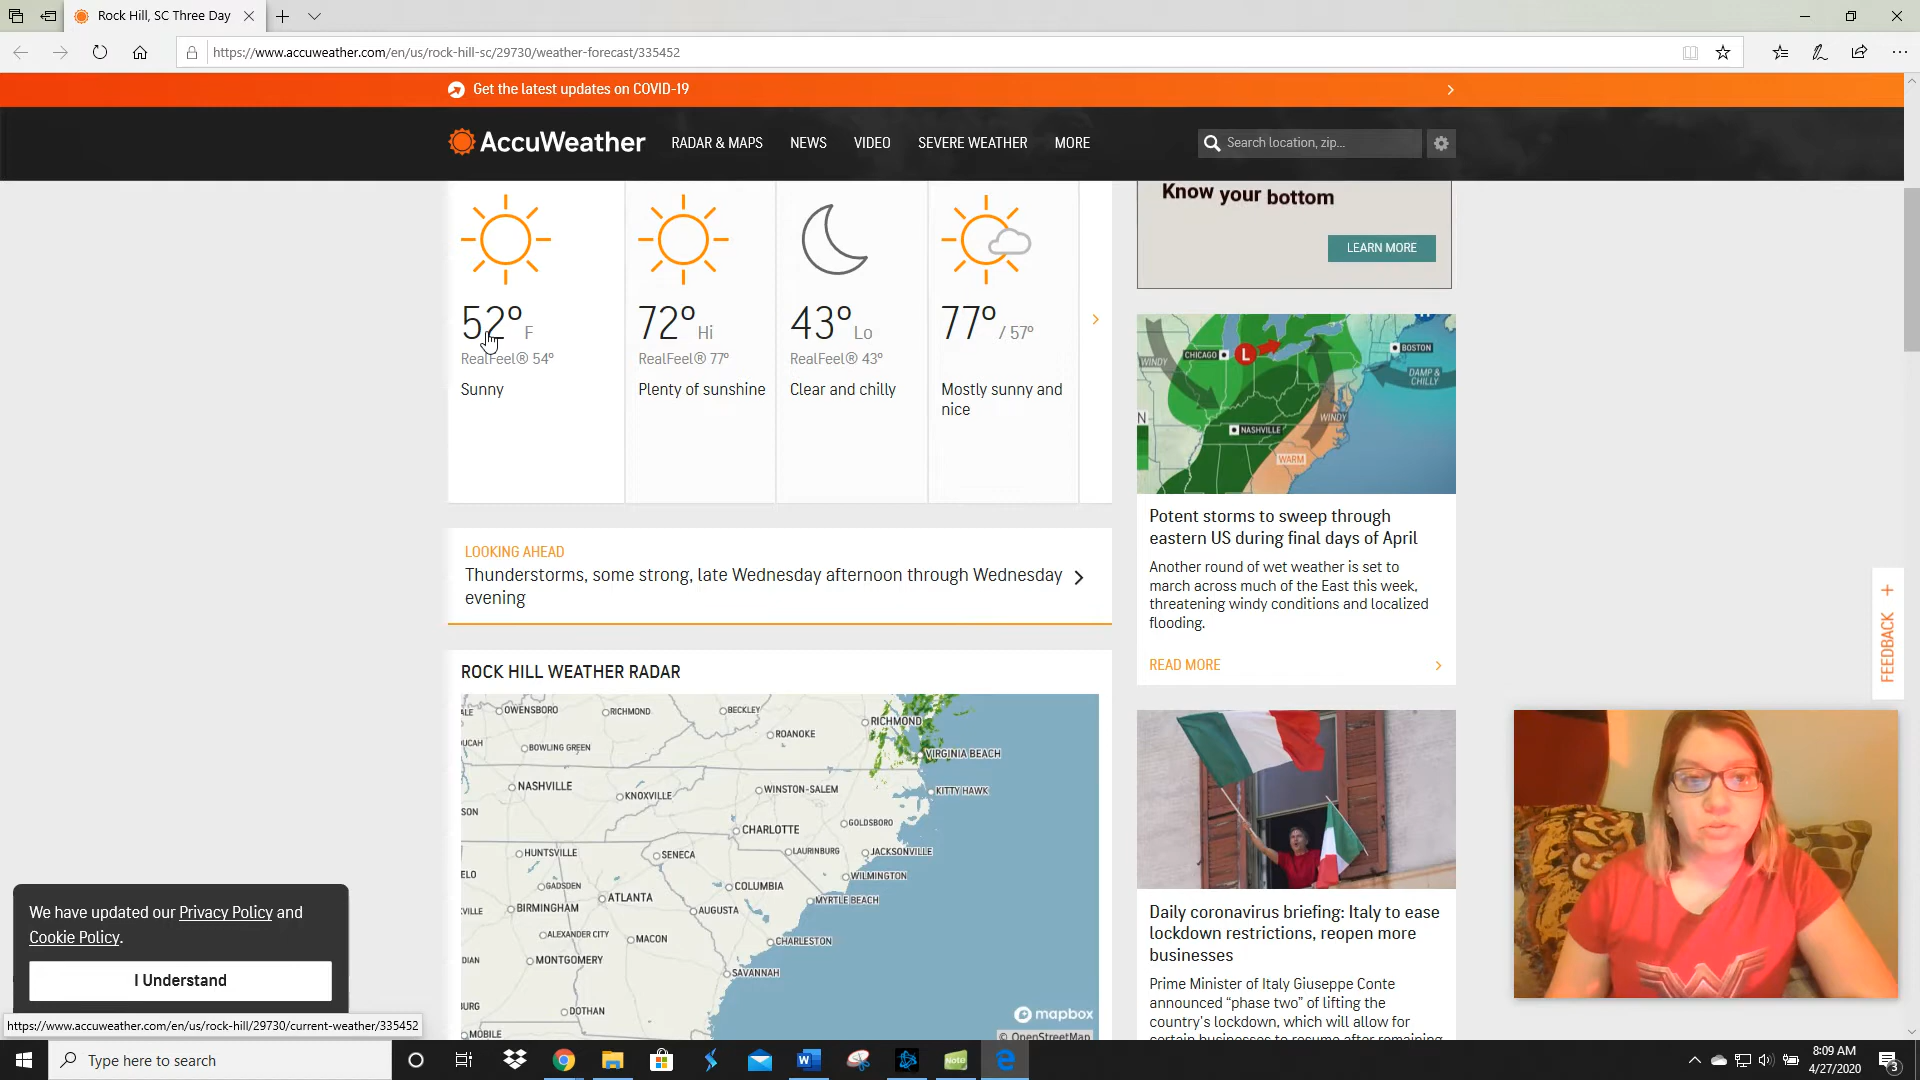 Rock Hill, SC Three Day
https://www.accuweather.com/en/us/rock-hill-sc/29730/weather-forecast/335452
Get the latest updates on COVID-19
AccuWeather
RADAR & MAPS
NEWS
VIDEO
SEVERE WEATHER
MORE
Search location, zip...
52° F
RealFeel® 54°
Sunny
72° Hi
RealFeel® 77°
Plenty of sunshine
43° Lo
RealFeel® 43°
Clear and chilly
77° / 57°
Mostly sunny and
nice
Know your bottom
LEARN MORE
WINDY
CHICAGO
L
BOSTON
DAMP &
CHILLY
WINDY
NASHVILLE
WARM
Potent storms to sweep through
eastern US during final days of April
Another round of wet weather is set to
march across much of the East this week,
threatening windy conditions and localized
flooding.
READ MORE
LOOKING AHEAD
Thunderstorms, some strong, late Wednesday afternoon through Wednesday
evening
ROCK HILL WEATHER RADAR
OWENSBORO
RICHMOND
BECKLEY
RICHMOND
ROANOKE
BOWLING GREEN
VIRGINIA BEACH
NASHVILLE
KNOXVILLE
WINSTON-SALEM
KITTY HAWK
CHARLOTTE
GOLDSBORO
HUNTSVILLE
SENECA
LAURINBURG
JACKSONVILLE
GADSDEN
ATLANTA
COLUMBIA
WILMINGTON
BIRMINGHAM
AUGUSTA
MYRTLE BEACH
ALEXANDER CITY
MACON
CHARLESTON
MONTGOMERY
SAVANNAH
DOTHAN
MOBILE
mapbox
© OpenStreetMap
Daily coronavirus briefing: Italy to ease
lockdown restrictions, reopen more
businesses
Prime Minister of Italy Giuseppe Conte
announced “phase two” of lifting the
country's lockdown, which will allow for
certain businesses to resume after remaining
FEEDBACK +
We have updated our Privacy Policy and
Cookie Policy.
I Understand
https://www.accuweather.com/en/us/rock-hill/29730/current-weather/335452
Type here to search
Note
8:09 AM
4/27/2020
3